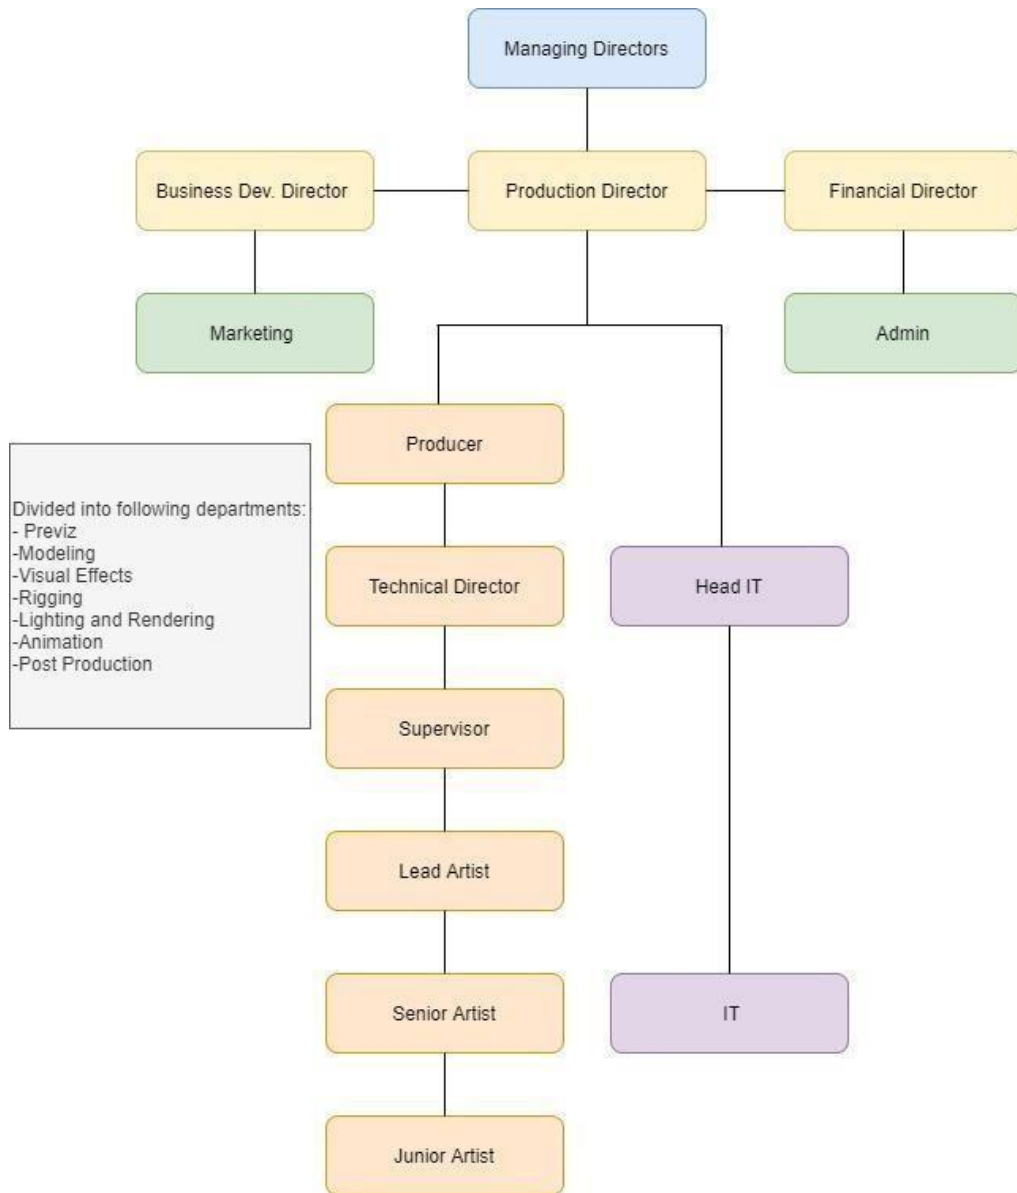 Managing Directors
Business Dev. Director
Production Director
Financial Director
Marketing
Admin
Producer
Divided into following departments:
- Previz
-Modeling
-Visual Effects
-Rigging
-Lighting and Rendering
-Animation
-Post Production
Technical Director
Head IT
Supervisor
Lead Artist
Senior Artist
IT
Junior Artist